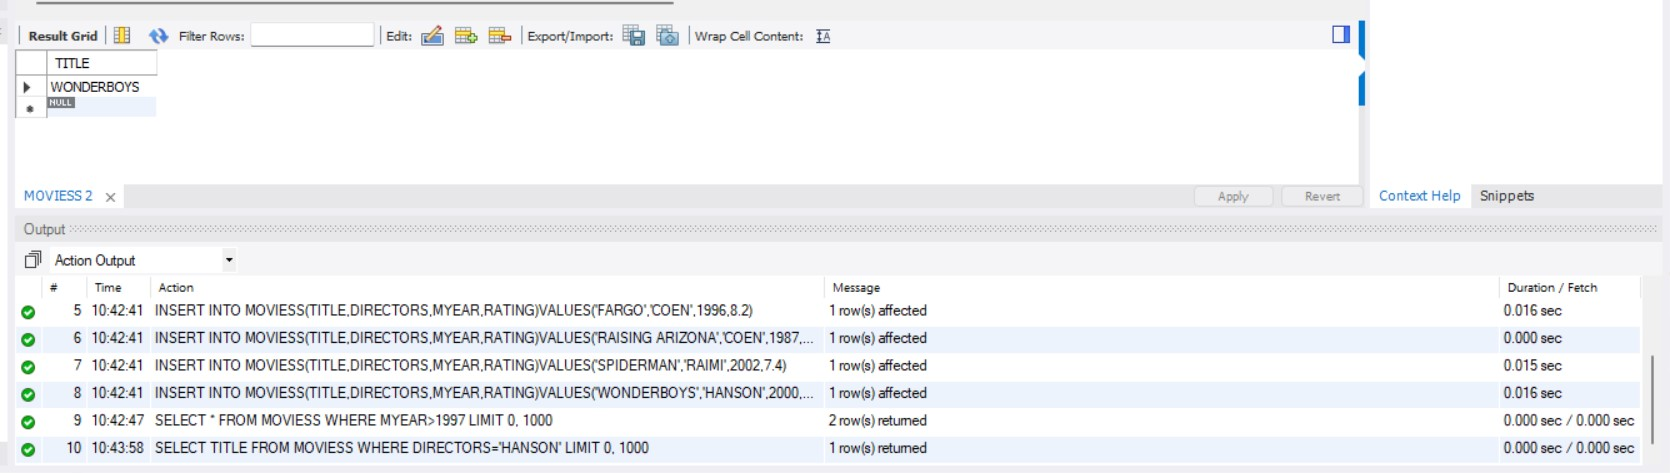 Result Grid Filter Rows: Edit: Export/Import: Wrap Cell Content: IA
TITLE
WONDERBOYS
NULL
MOVIESS 2 Apply Revert Context Help Snippets
Output
Action Output
# Time Action Message Duration / Fetch
5 10:42:41 INSERT INTO MOVIESS(TITLE,DIRECTORS,MYEAR,RATING)VALUES('FARGO','COEN',1996,8.2) 1 row(s) affected 0.016 sec
6 10:42:41 INSERT INTO MOVIESS(TITLE,DIRECTORS,MYEAR,RATING)VALUES('RAISING ARIZONA','COEN',1987,... 1 row(s) affected 0.000 sec
7 10:42:41 INSERT INTO MOVIESS(TITLE,DIRECTORS,MYEAR,RATING)VALUES('SPIDERMAN','RAIMI',2002,7.4) 1 row(s) affected 0.015 sec
8 10:42:41 INSERT INTO MOVIESS(TITLE,DIRECTORS,MYEAR,RATING)VALUES('WONDERBOYS','HANSON',2000,... 1 row(s) affected 0.016 sec
9 10:42:47 SELECT * FROM MOVIESS WHERE MYEAR>1997 LIMIT 0, 1000 2 row(s) returned 0.000 sec / 0.000 sec
10 10:43:58 SELECT TITLE FROM MOVIESS WHERE DIRECTORS='HANSON' LIMIT 0, 1000 1 row(s) returned 0.000 sec / 0.000 sec